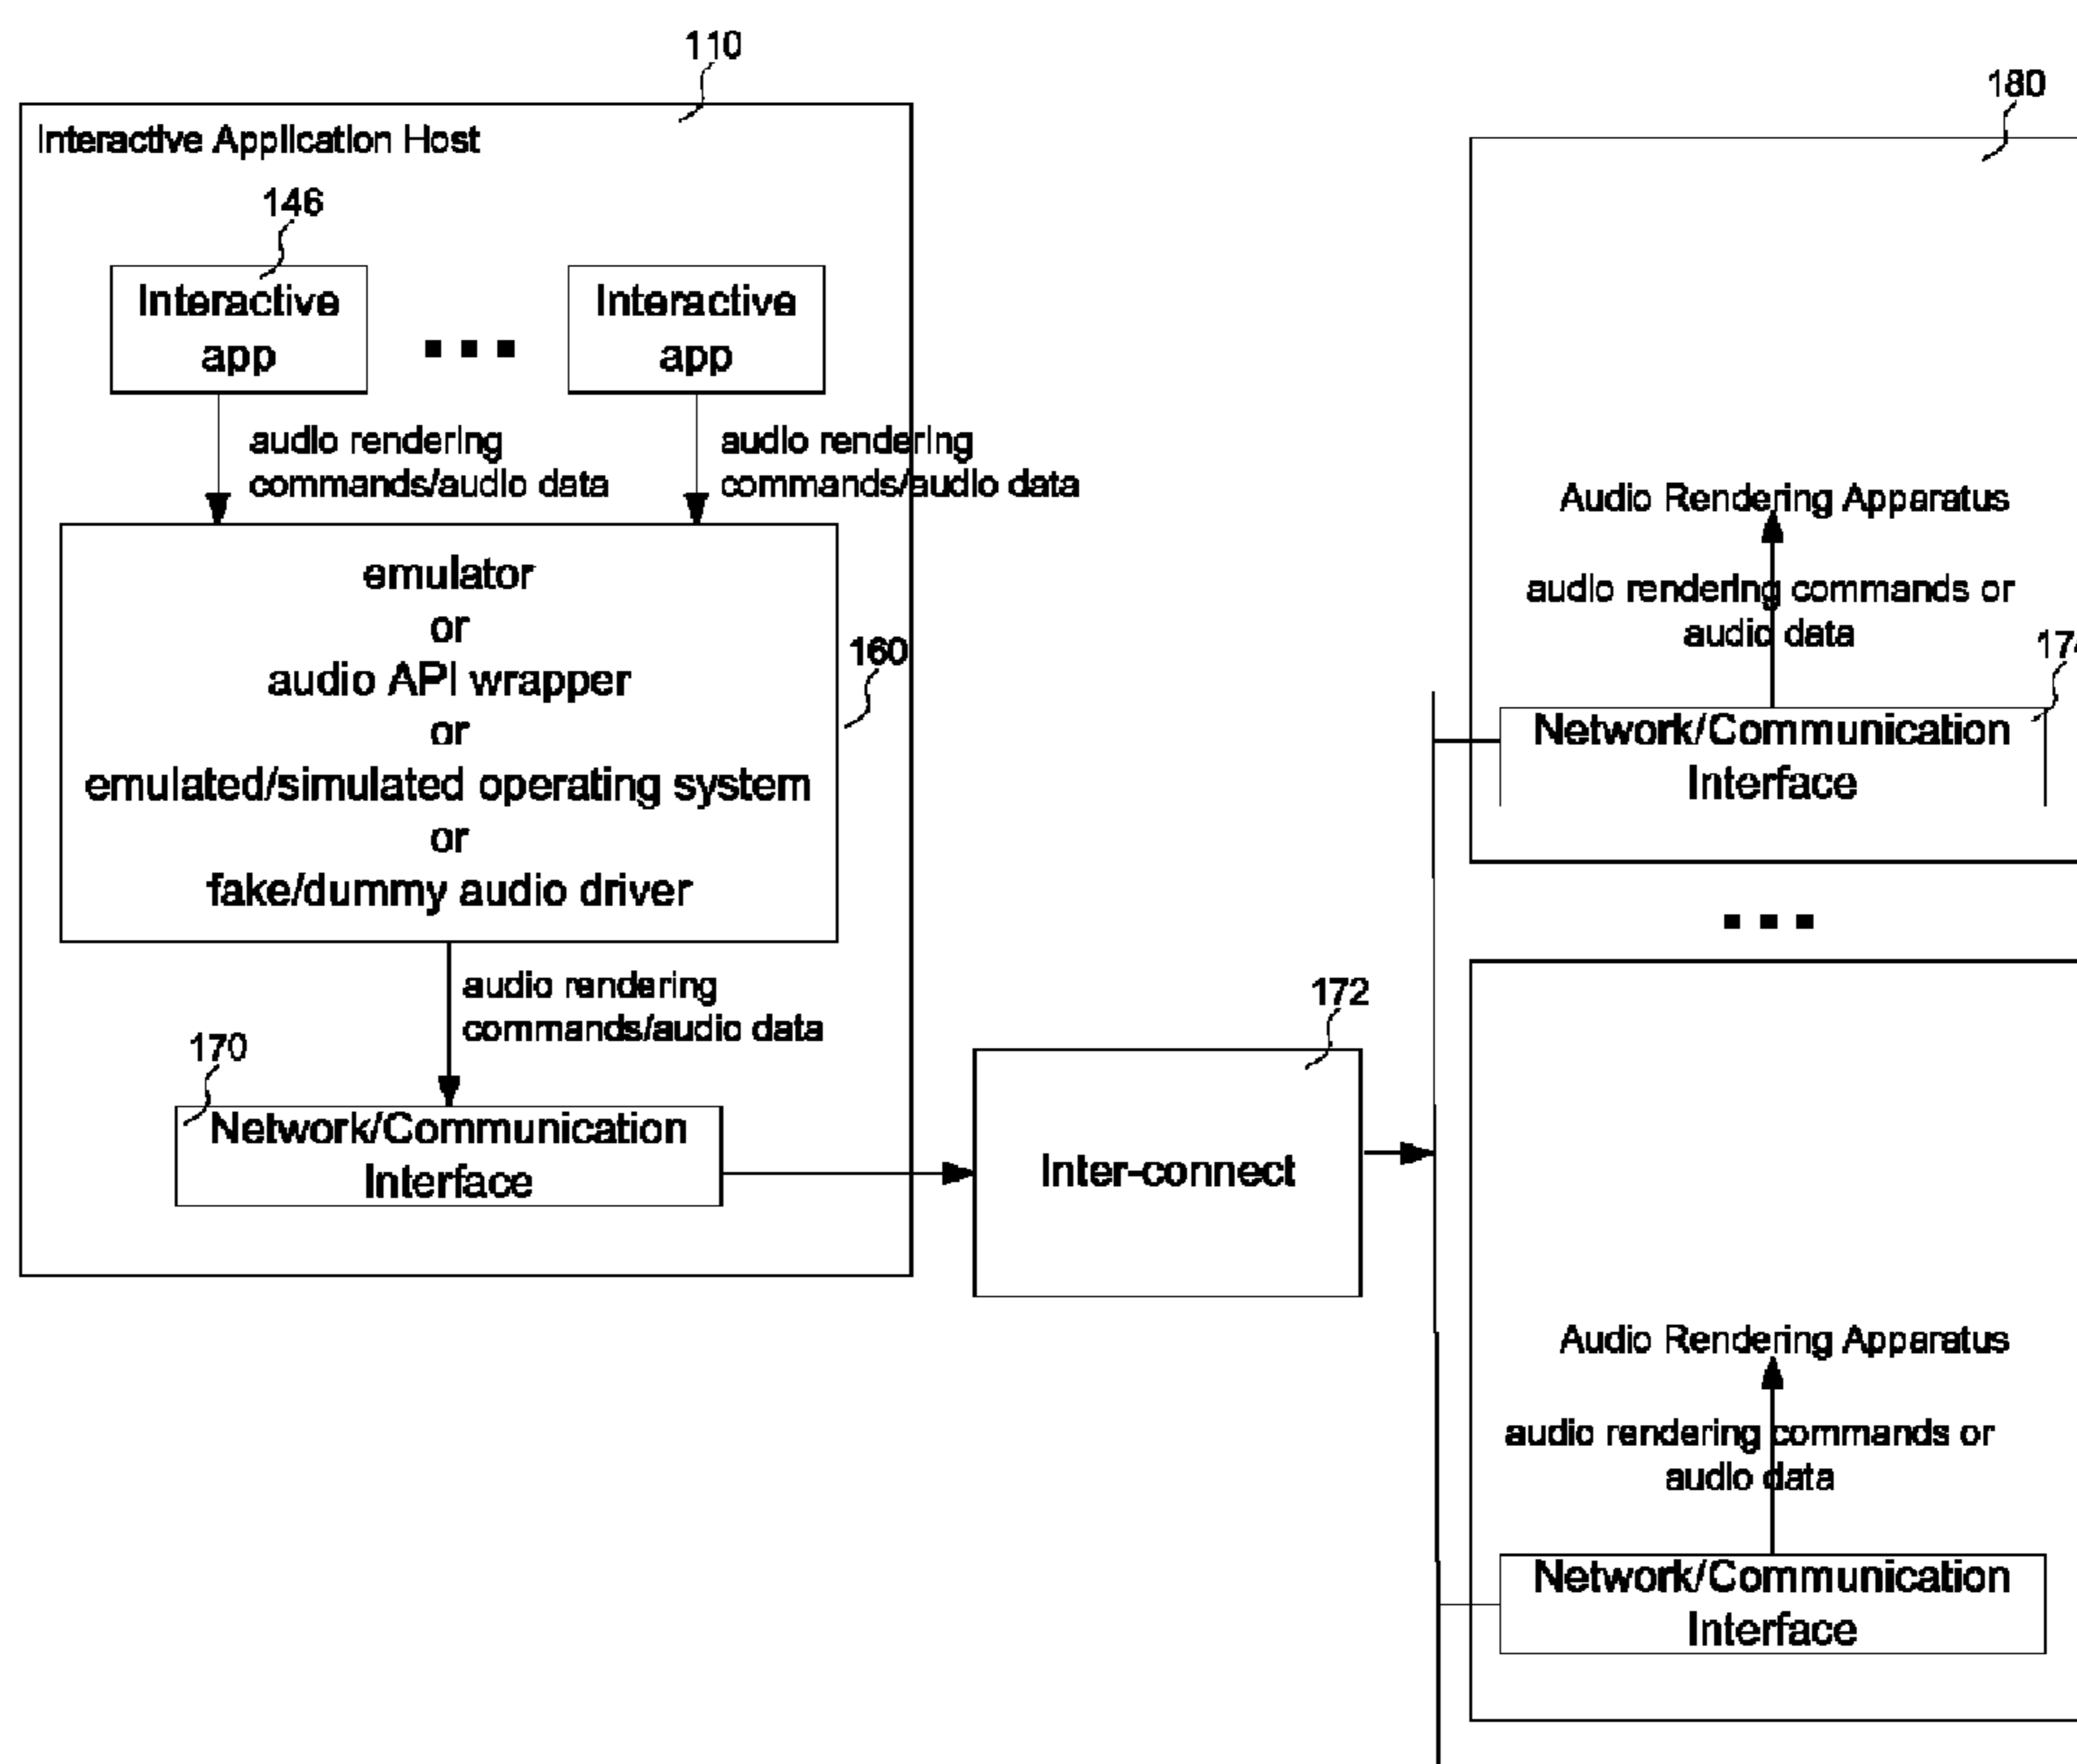 110
180
Interactive Application Host
146
Interactive
app
Interactive
app
audio rendering
commands/audio data
audio rendering
commands/audio data
emulator
or
audio API wrapper
or
emulated/simulated operating system
or
fake/dummy audio driver
160
audio rendering
commands/audio data
170
Network/Communication
Interface
172
Inter-connect
Audio Rendering Apparatus
audio rendering commands or
audio data
Network/Communication
Interface
Audio Rendering Apparatus
audio rendering commands or
audio data
Network/Communication
Interface